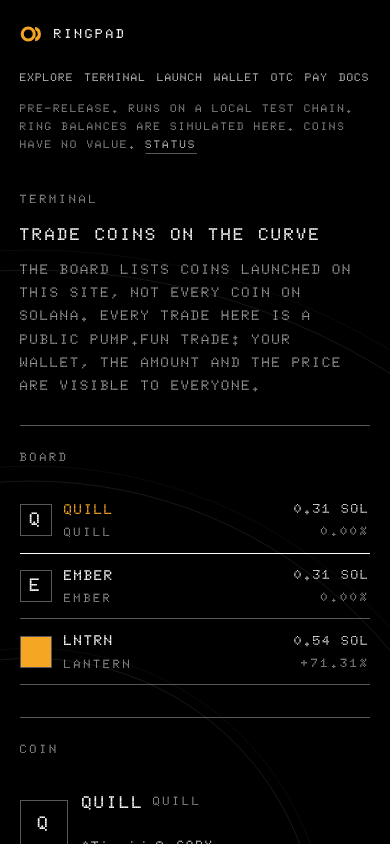 RINGPAD
EXPLORE TERMINAL LAUNCH WALLET OTC PAY DOCS
PRE-RELEASE. RUNS ON A LOCAL TEST CHAIN.
RING BALANCES ARE SIMULATED HERE. COINS
HAVE NO VALUE. STATUS
TERMINAL
TRADE COINS ON THE CURVE
THE BOARD LISTS COINS LAUNCHED ON
THIS SITE, NOT EVERY COIN ON
SOLANA. EVERY TRADE HERE IS A
PUBLIC PUMP.FUN TRADE: YOUR
WALLET, THE AMOUNT AND THE PRICE
ARE VISIBLE TO EVERYONE.
BOARD
Q QUILL 0.31 SOL
QUILL 0.00%
E EMBER 0.31 SOL
EMBER 0.00%
LNTRN 0.54 SOL
LANTERN +71.31%
COIN
QUILL QUILL
Q